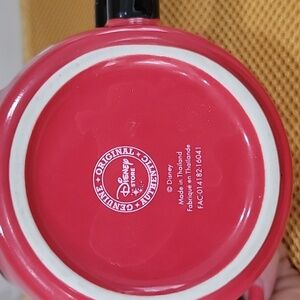 GENUINE • ORIGINAL • AUTHENTIC •
Disney
STORE
© Disney
Made in Thailand
Fabriqué en Thaïlande
FAC-014182-16041